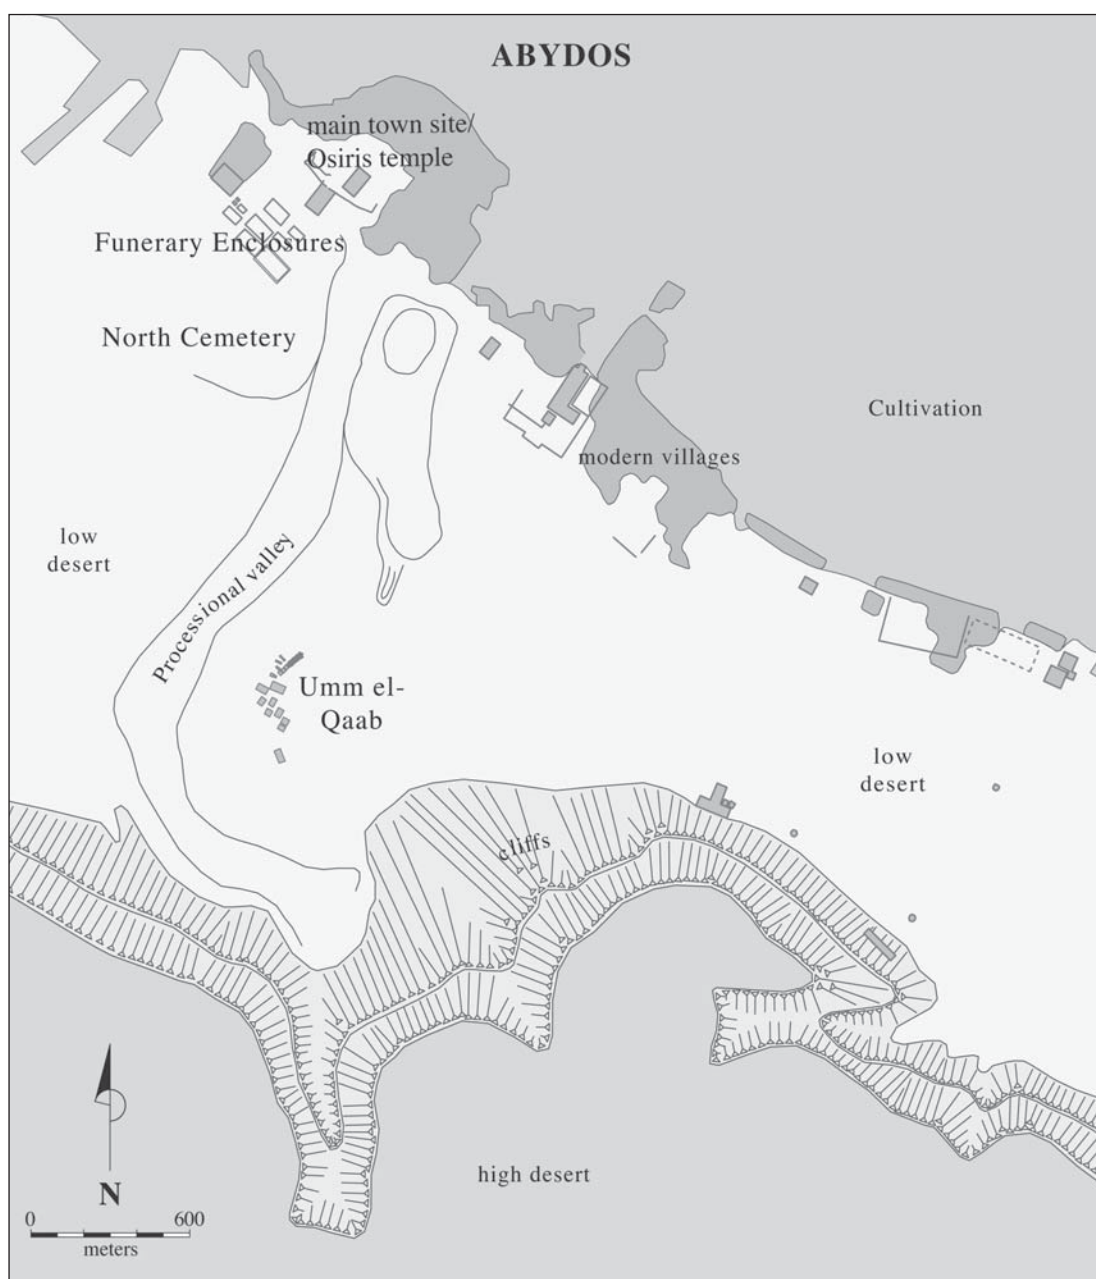 ABYDOS
main town site/
Osiris temple
Funerary Enclosures
North Cemetery
Cultivation
modern villages
low
desert
Processional valley
Umm el-
Qaab
low
desert
cliffs
high desert
N
0 600
meters